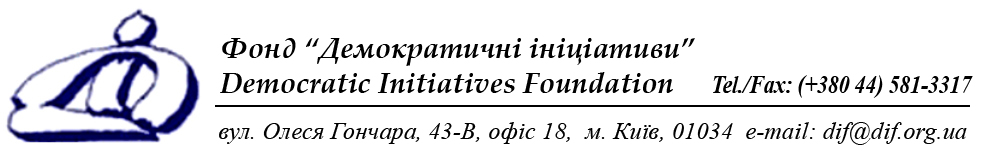 Фонд “Демократичні ініціативи”
Democratic Initiatives Foundation Tel./Fax: (+380 44) 581-3317
вул. Олеся Гончара, 43-В, офіс 18, м. Київ, 01034 e-mail: dif@dif.org.ua